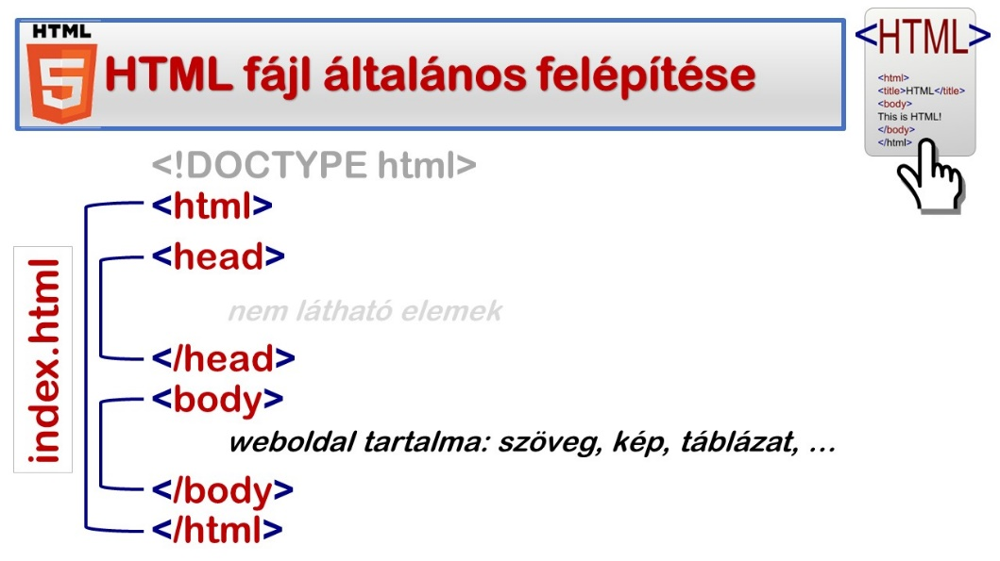 HTML
5
HTML fájl általános felépítése
<HTML>
<html>
<title>HTML</title>
<body>
This is HTML!
</body>
</html>
<!DOCTYPE html>
<html>
<head>
nem látható elemek
</head>
<body>
weboldal tartalma: szöveg, kép, táblázat, ...
</body>
</html>
index.html